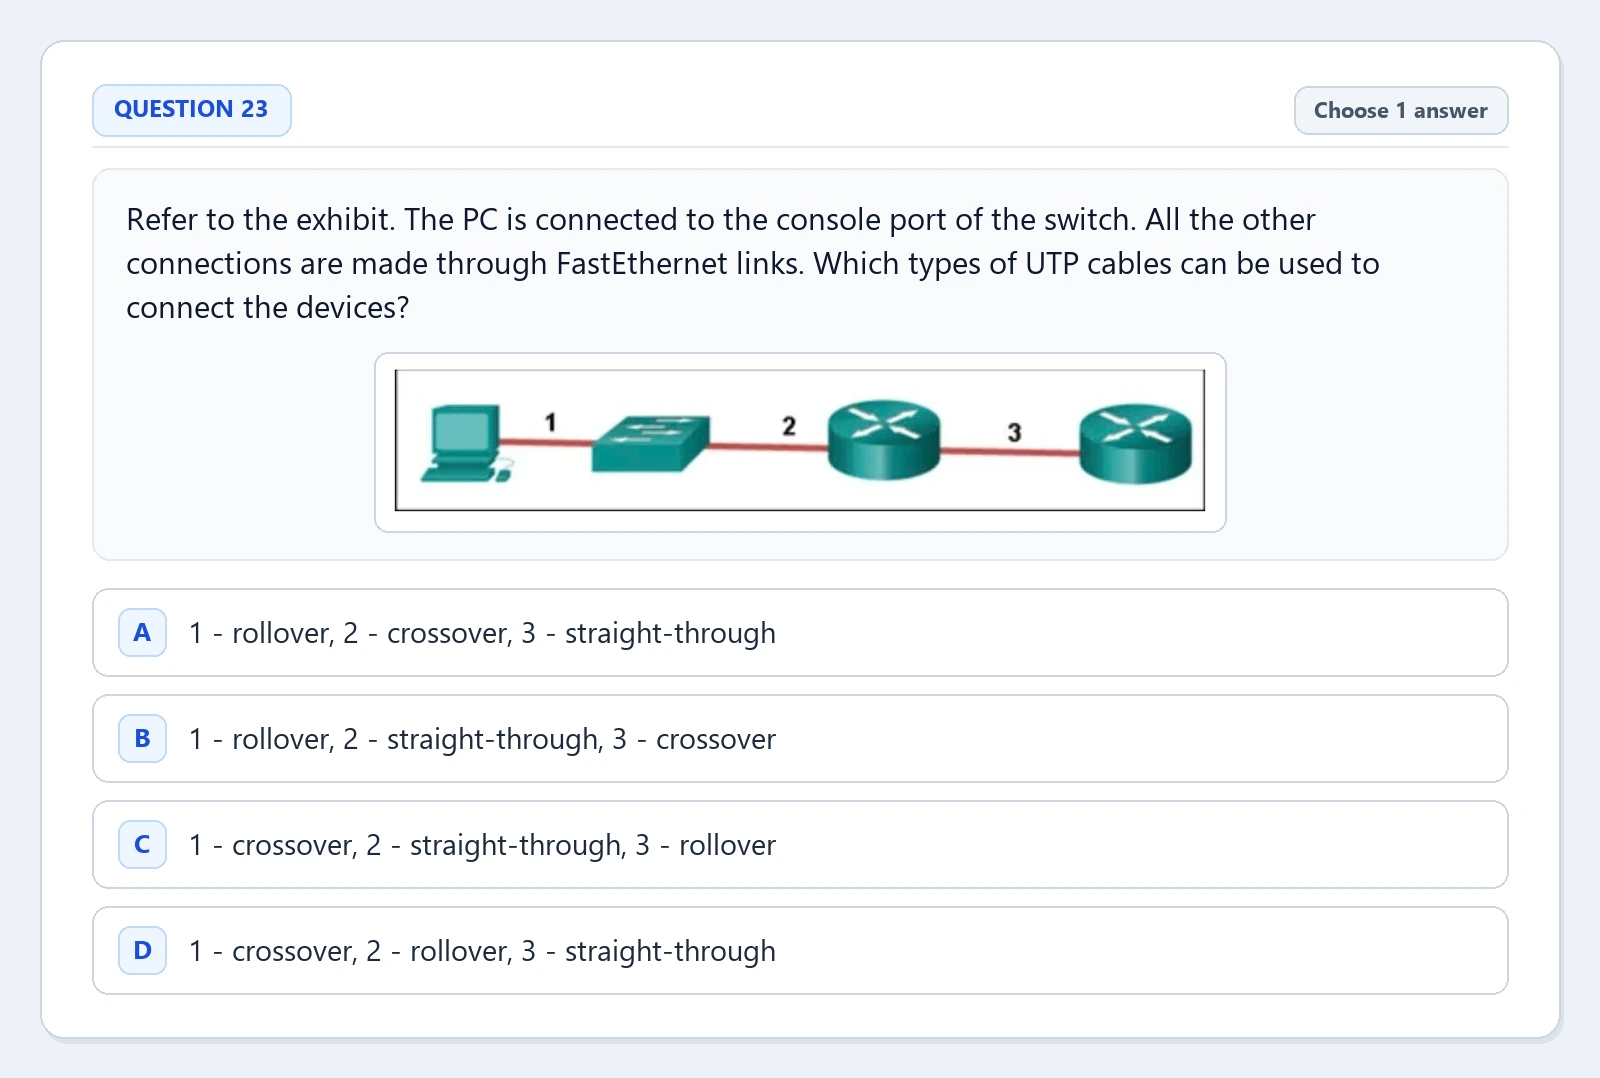 QUESTION 23
Choose 1 answer
Refer to the exhibit. The PC is connected to the console port of the switch. All the other
connections are made through FastEthernet links. Which types of UTP cables can be used to
connect the devices?
1
2
3
A 1 - rollover, 2 - crossover, 3 - straight-through
B 1 - rollover, 2 - straight-through, 3 - crossover
C 1 - crossover, 2 - straight-through, 3 - rollover
D 1 - crossover, 2 - rollover, 3 - straight-through